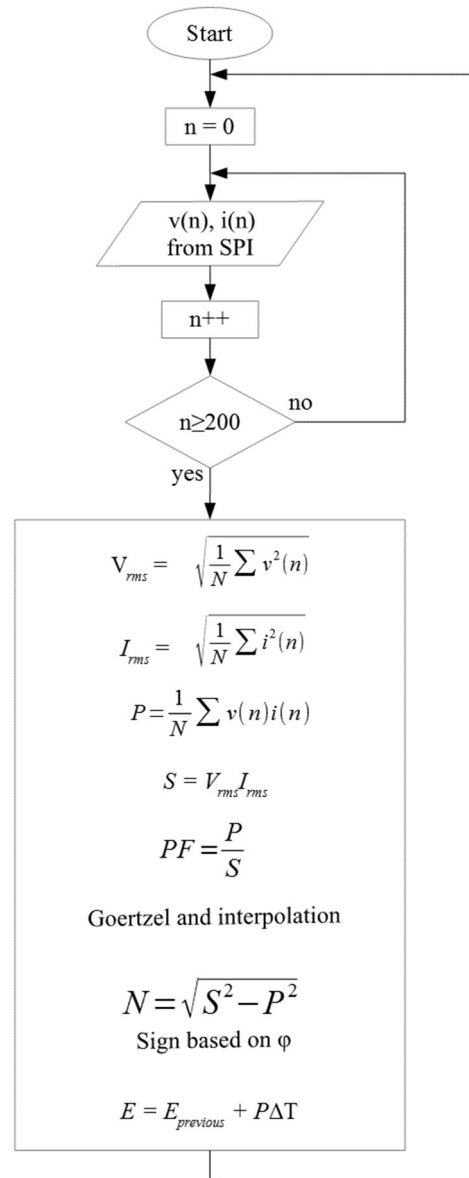 Start
n = 0
v(n), i(n)
from SPI
n++
n≥200
no
yes
V_rms = √(1/N ∑ v²(n))
I_rms = √(1/N ∑ i²(n))
P=1/N ∑ v(n)i(n)
S = V_rms I_rms
PF=P/S
Goertzel and interpolation
N=√(S²−P²)
Sign based on φ
E = E_previous + PΔT